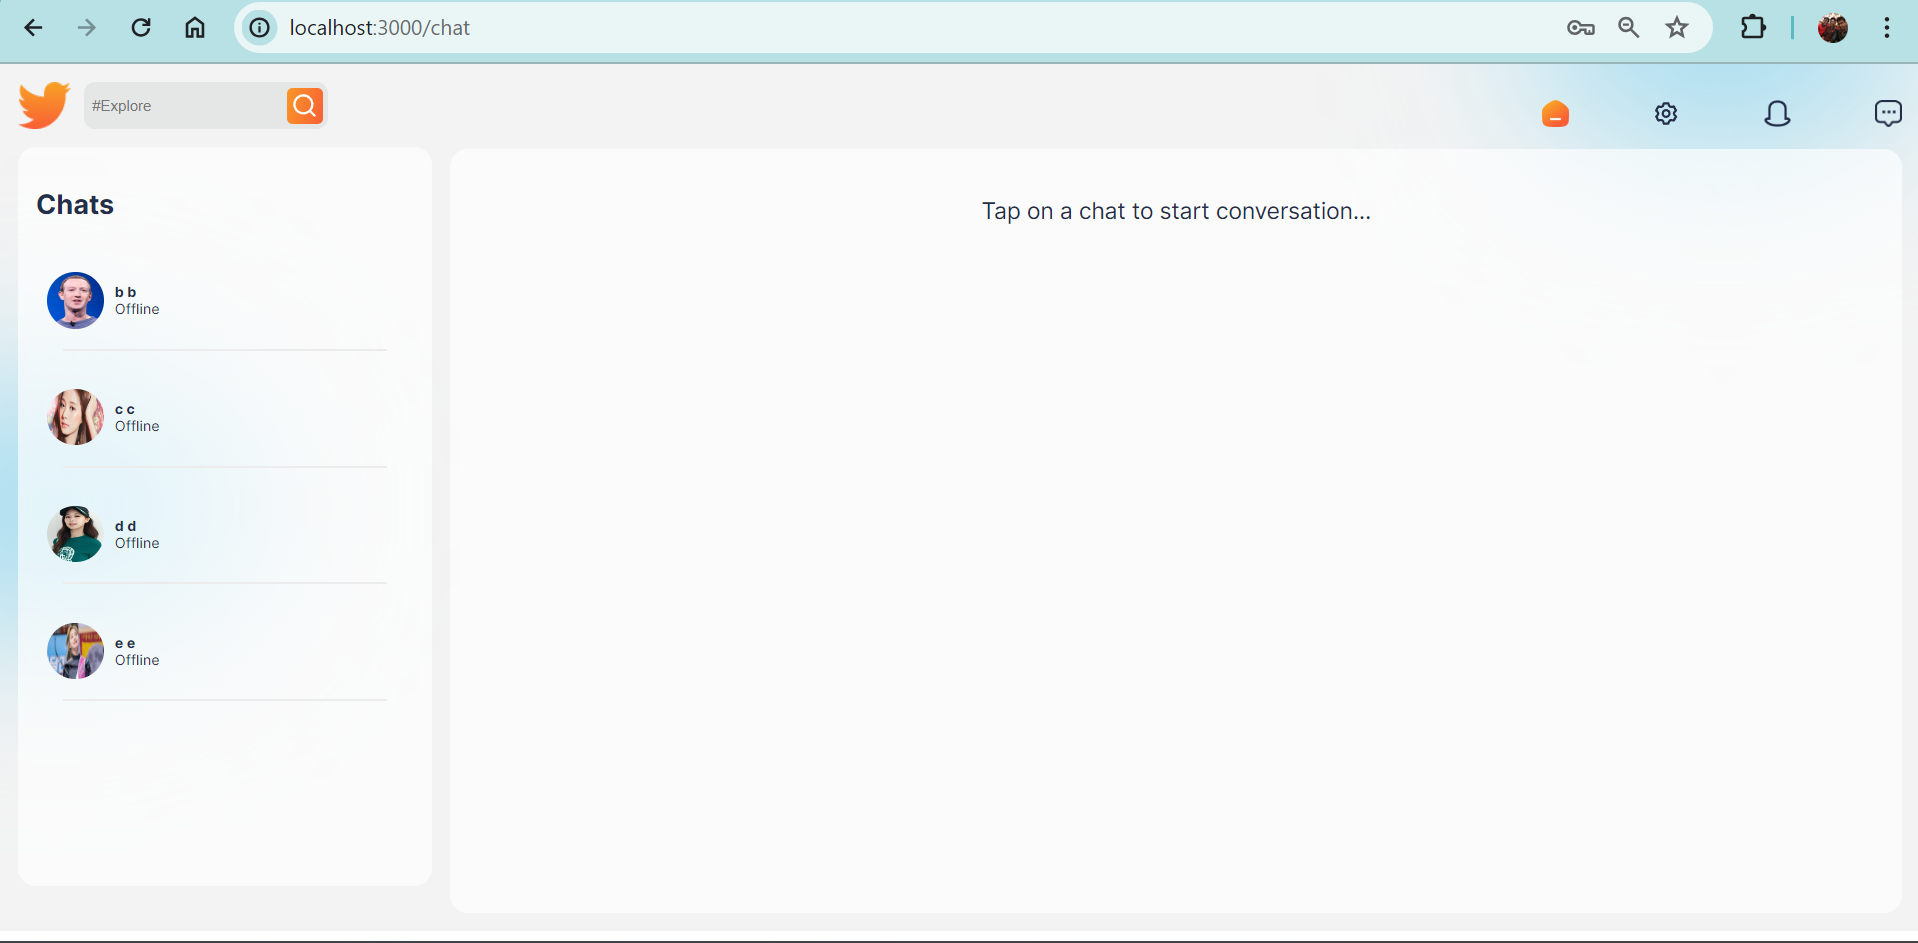 localhost:3000/chat
#Explore
Chats
Tap on a chat to start conversation...
b b
Offline
c c
Offline
d d
Offline
e e
Offline